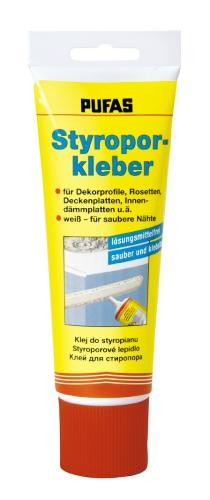 PUFAS
Styropor-
kleber
• für Dekorprofile, Rosetten,
Deckenplatten, Innen-
dämmplatten u.ä.
• weiß – für saubere Nähte
lösungsmittelfrei
sauber und
Klej do styropianu
Styroporové lepidlo
Клей для стиропора